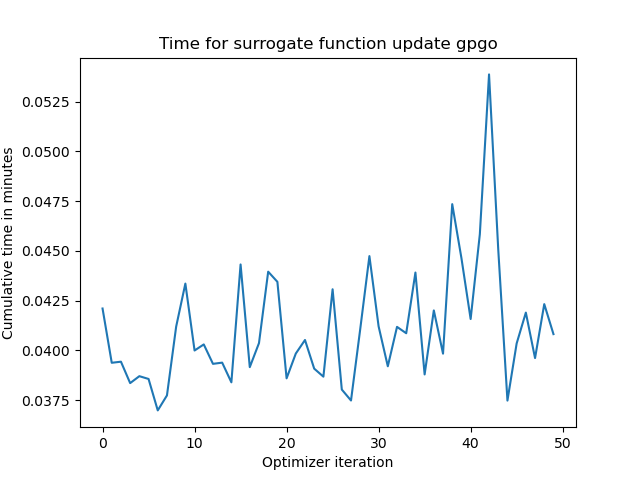 Time for surrogate function update gpgo
Cumulative time in minutes
0.0525
0.0500
0.0475
0.0450
0.0425
0.0400
0.0375
0 10 20 30 40 50
Optimizer iteration